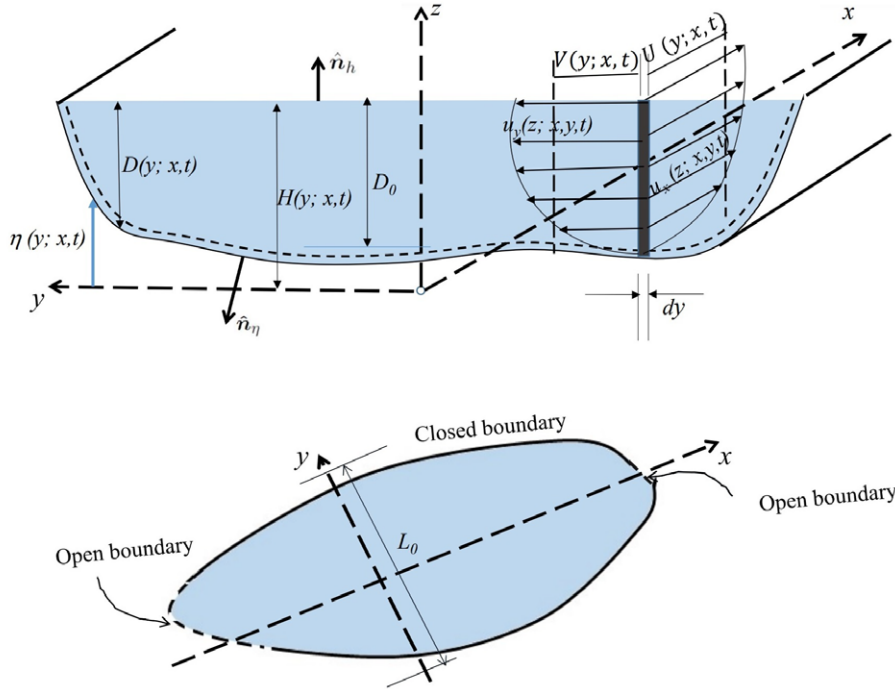 z
x
n̂_h
V(y; x,t)
U (y; x,t)
u_y(z; x,y,t)
D(y; x,t)
D_0
H(y; x,t)
u_x(z; x,y,t)
η (y; x,t)
y
n̂_η
dy
Closed boundary
y
x
Open boundary
Open boundary
L_0